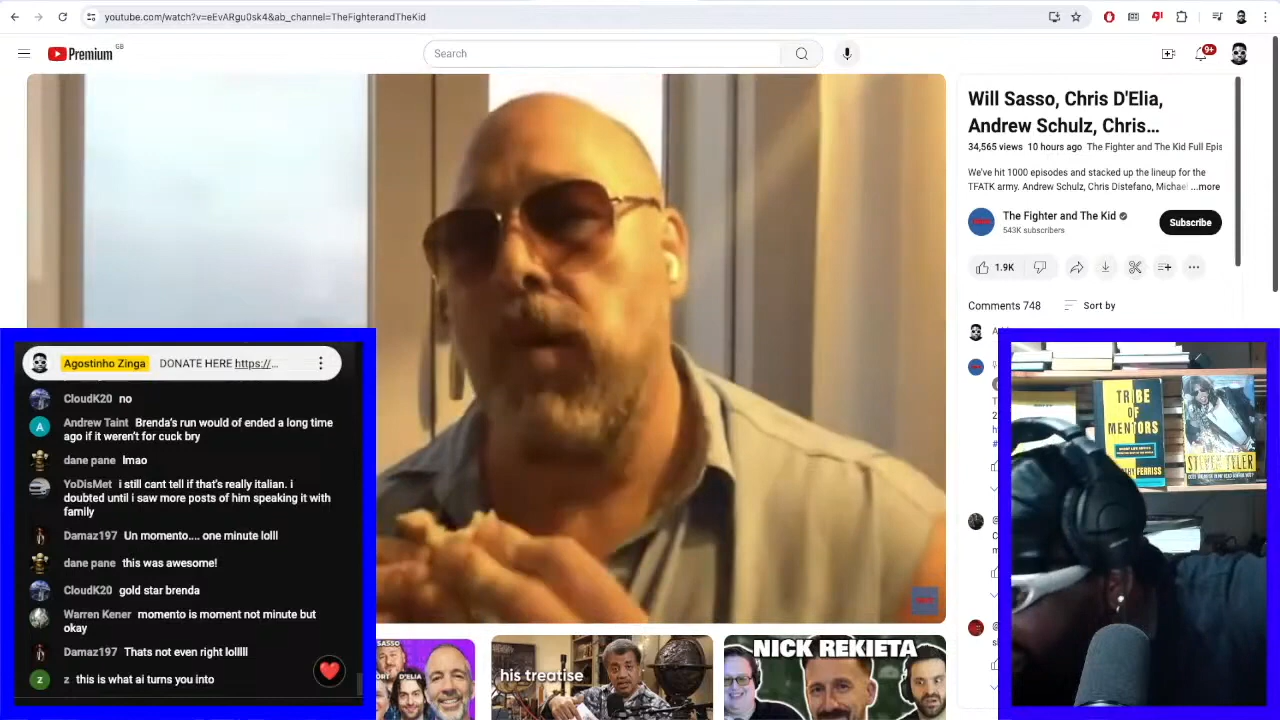 youtube.com/watch?v=eEvARgu0sk4&ab_channel=TheFighterandTheKid
Premium
GB
Search
9+
Will Sasso, Chris D'Elia,
Andrew Schulz, Chris...
34,565 views 10 hours ago The Fighter and The Kid Full Epis
We've hit 1000 episodes and stacked up the lineup for the
TFATK army. Andrew Schulz, Chris Distefano, Michael ...more
The Fighter and The Kid
543K subscribers
Subscribe
1.9K
Comments 748
Sort by
Agostinho Zinga DONATE HERE https://...
CloudK20 no
Andrew Taint Brenda's run would of ended a long time
ago if it weren't for cuck bry
dane pane lmao
YoDisMet i still cant tell if that's really italian. i
doubted until i saw more posts of him speaking it with
family
Damaz197 Un momento.... one minute lolll
dane pane this was awesome!
CloudK20 gold star brenda
Warren Kener momento is moment not minute but
okay
Damaz197 Thats not even right lolllll
z this is what ai turns you into
TRIBE
OF
MENTORS
FERRISS
STEVEN TYLER
SASSO
his treatise
NICK REKIETA